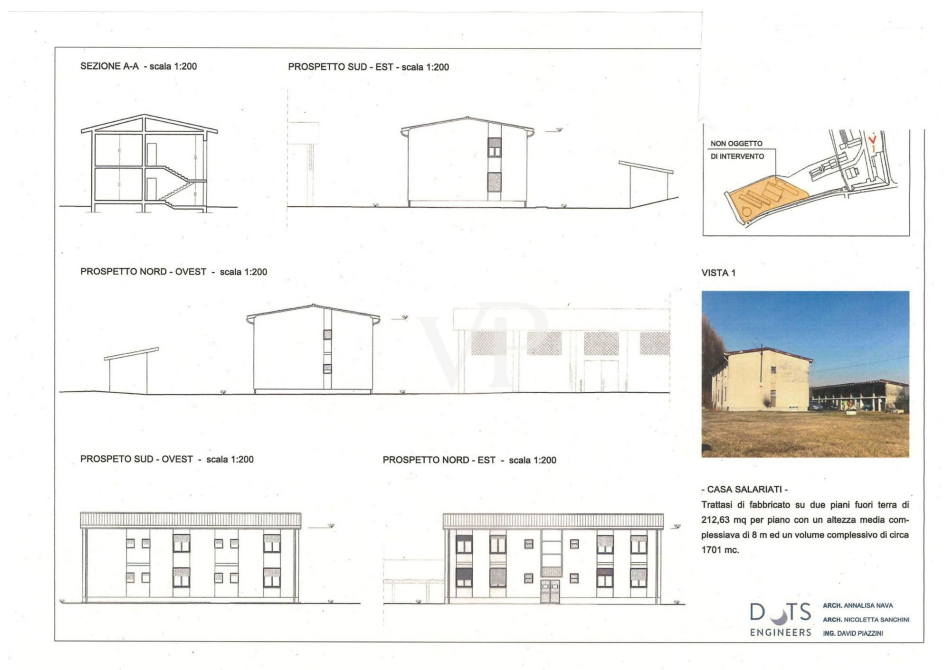 SEZIONE A-A - scala 1:200
PROSPETTO SUD - EST - scala 1:200
NON OGGETTO
DI INTERVENTO
V
PROSPETTO NORD - OVEST - scala 1:200
VISTA 1
VP
PROSPETO SUD - OVEST - scala 1:200
PROSPETTO NORD - EST - scala 1:200
- CASA SALARIATI -
Trattasi di fabbricato su due piani fuori terra di
212,63 mq per piano con un altezza media com-
plessiava di 8 m ed un volume complessivo di circa
1701 mc.
DOTS
ENGINEERS
ARCH. ANNALISA NAVA
ARCH. NICOLETTA SANCHINI
ING. DAVID PIAZZINI